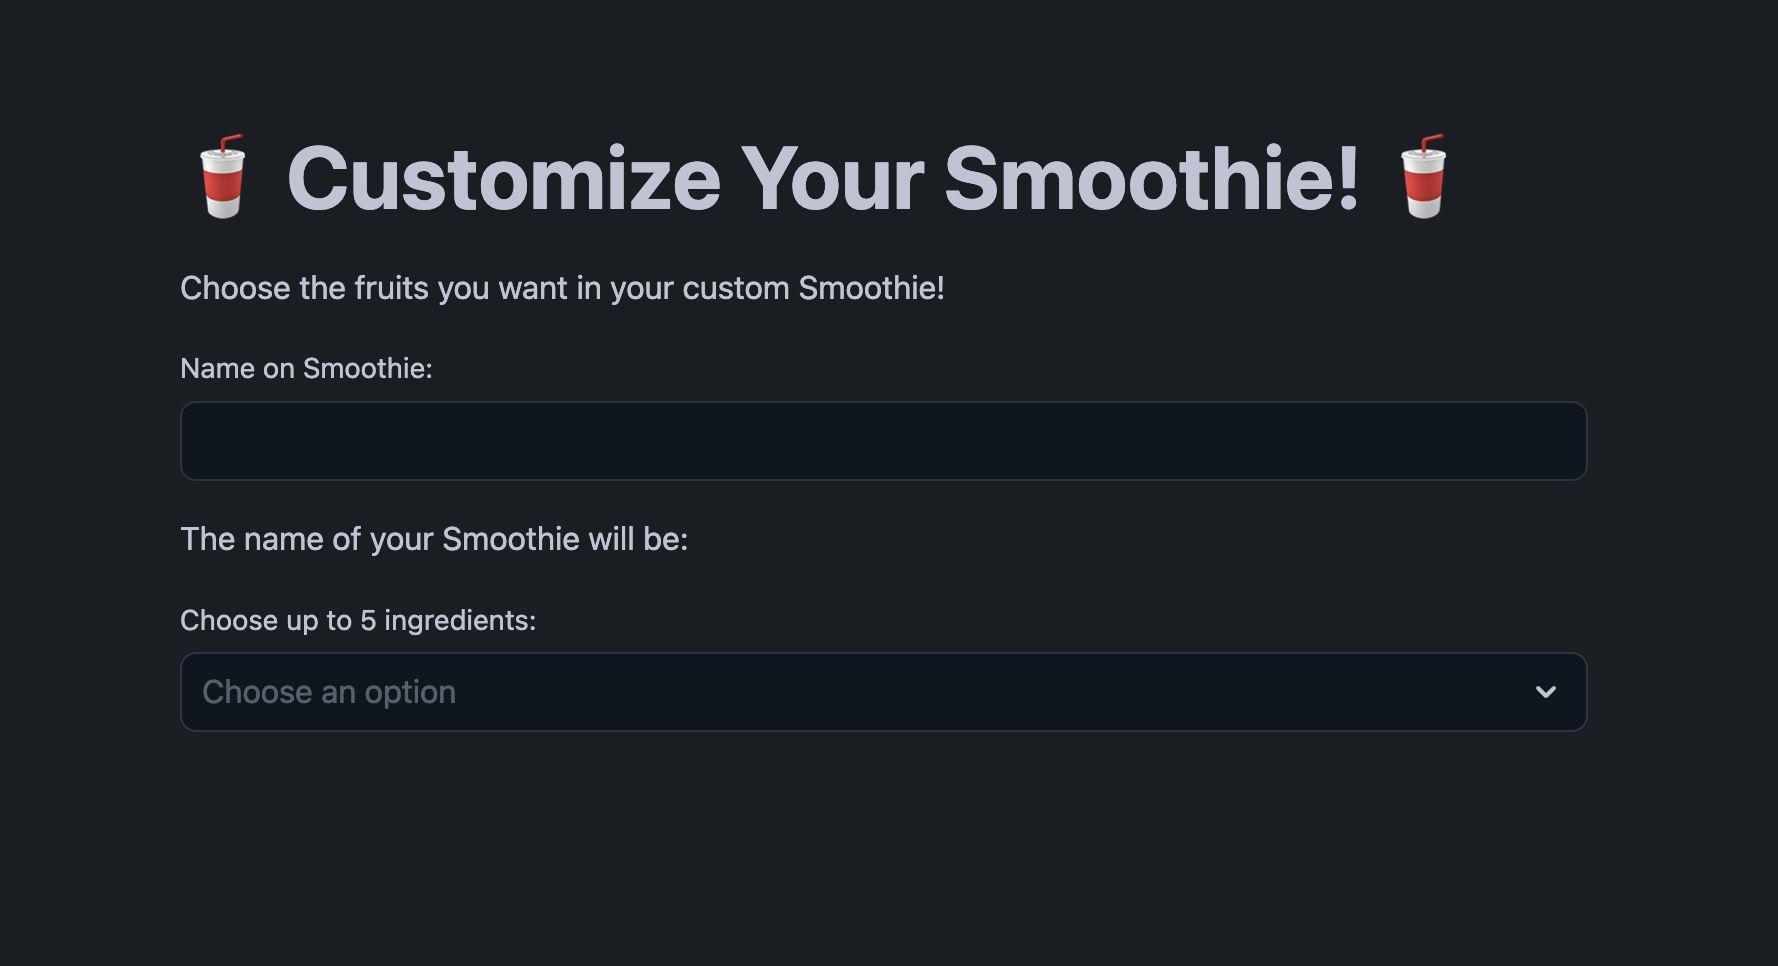 Customize Your Smoothie!
Choose the fruits you want in your custom Smoothie!
Name on Smoothie:
The name of your Smoothie will be:
Choose up to 5 ingredients:
Choose an option